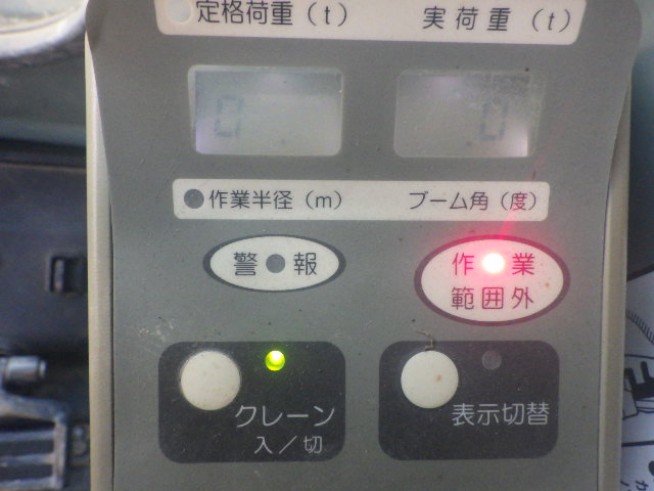 定格荷重（t） 実荷重（t）
0 0
作業半径（m） ブーム角（度）
警報 作業
範囲外
クレーン 表示切替
入／切